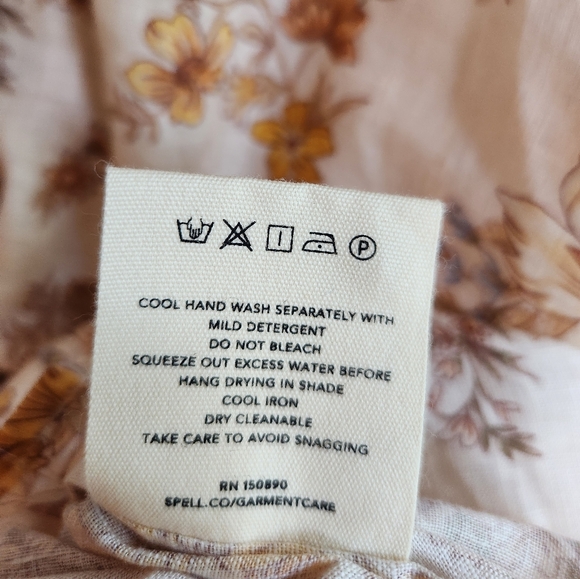 P
COOL HAND WASH SEPARATELY WITH
MILD DETERGENT
DO NOT BLEACH
SQUEEZE OUT EXCESS WATER BEFORE
HANG DRYING IN SHADE
COOL IRON
DRY CLEANABLE
TAKE CARE TO AVOID SNAGGING
RN 150890
SPELL.CO/GARMENTCARE